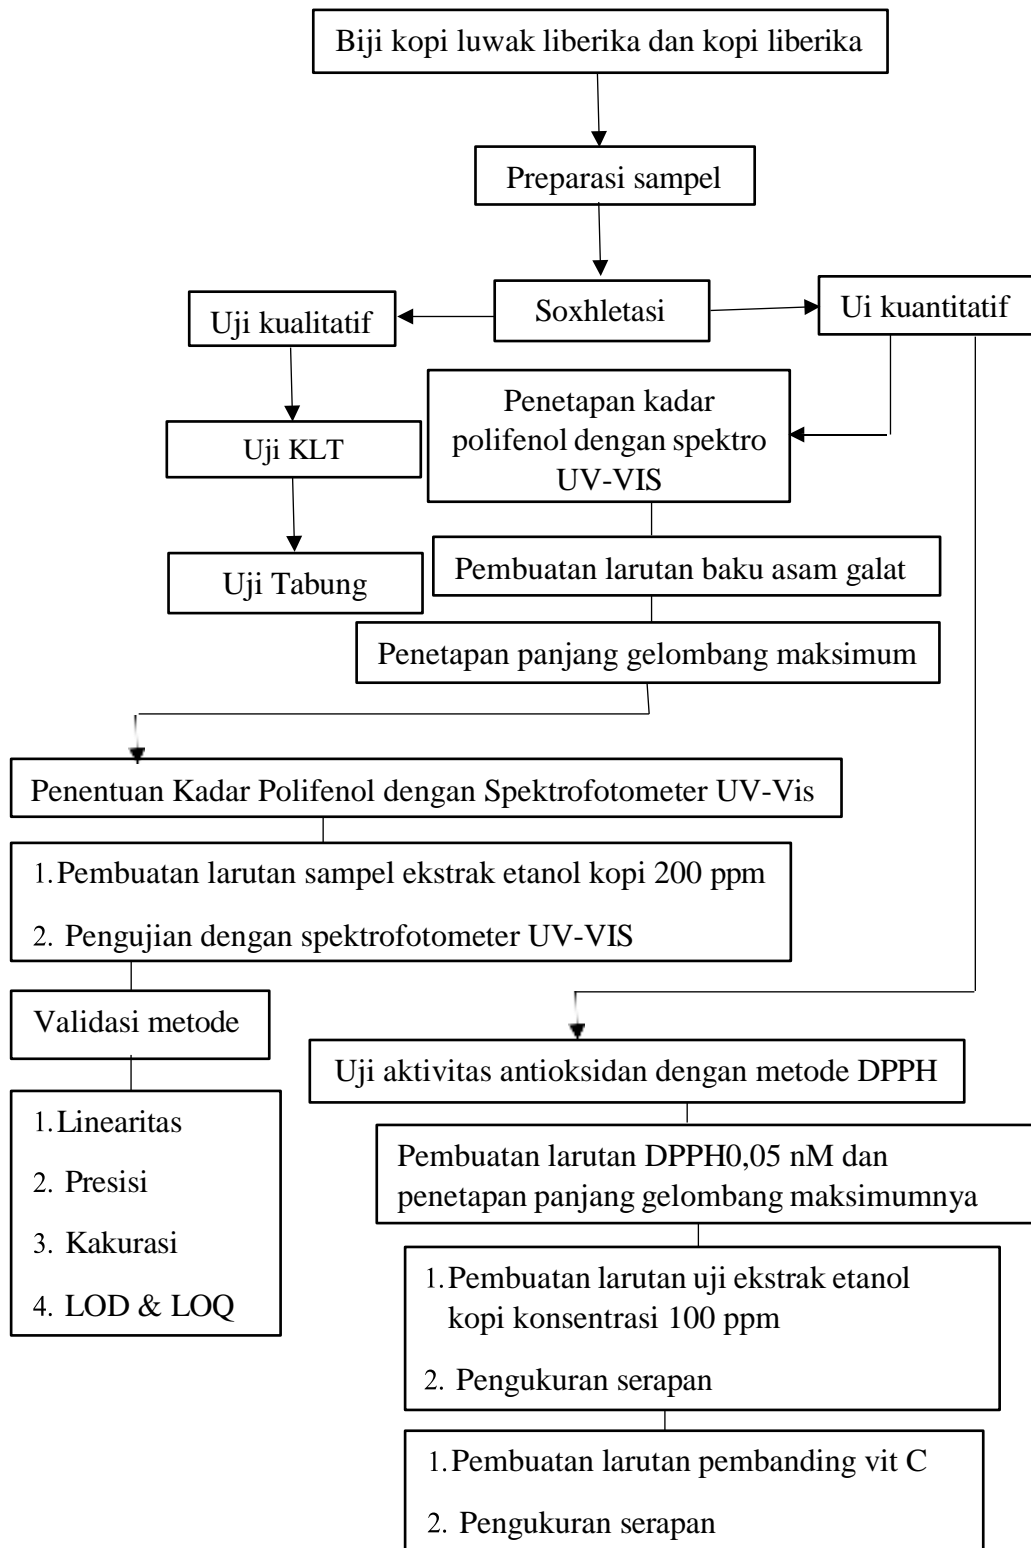 Biji kopi luwak liberika dan kopi liberika
Preparasi sampel
Soxhletasi
Uji kualitatif
Ui kuantitatif
Uji KLT
Uji Tabung
Penetapan kadar
polifenol dengan spektro
UV-VIS
Pembuatan larutan baku asam galat
Penetapan panjang gelombang maksimum
Penentuan Kadar Polifenol dengan Spektrofotometer UV-Vis
1. Pembuatan larutan sampel ekstrak etanol kopi 200 ppm
2. Pengujian dengan spektrofotometer UV-VIS
Validasi metode
1. Linearitas
2. Presisi
3. Kakurasi
4. LOD & LOQ
Uji aktivitas antioksidan dengan metode DPPH
Pembuatan larutan DPPH0,05 nM dan
penetapan panjang gelombang maksimumnya
1. Pembuatan larutan uji ekstrak etanol
kopi konsentrasi 100 ppm
2. Pengukuran serapan
1. Pembuatan larutan pembanding vit C
2. Pengukuran serapan